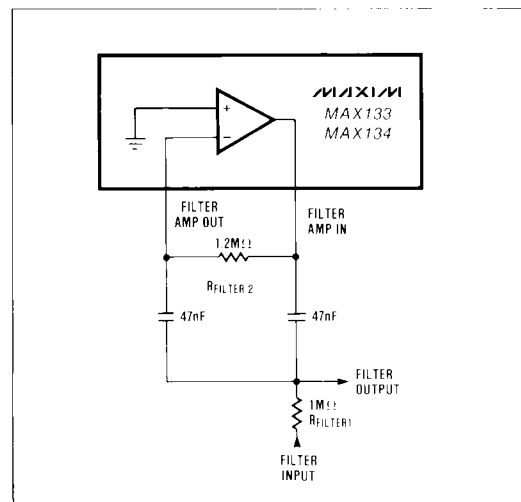 MAXIM
MAX133
MAX134
+
−
FILTER
AMP OUT
FILTER
AMP IN
1.2MΩ
RFILTER 2
47nF
47nF
FILTER
OUTPUT
1MΩ
RFILTER1
FILTER
INPUT